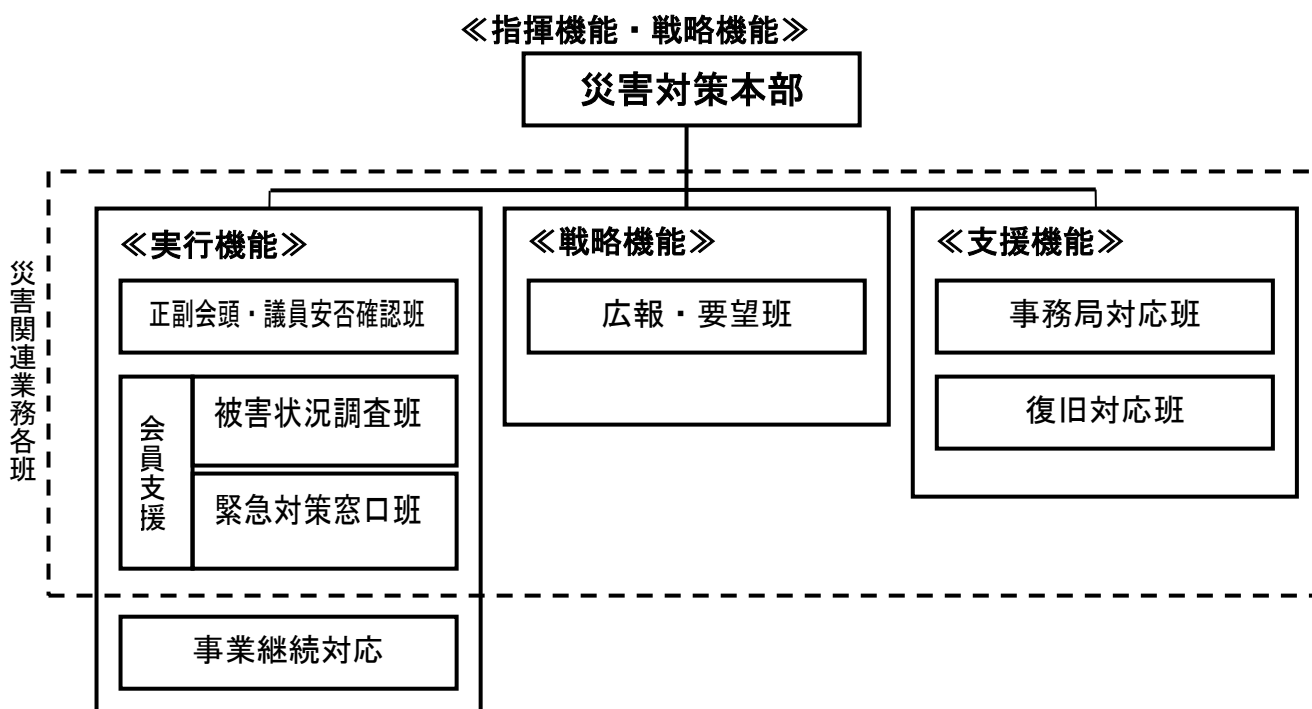 ≪指揮機能・戦略機能≫
災害対策本部
災害関連業務各班
≪実行機能≫
正副会頭・議員安否確認班
会員支援
被害状況調査班
緊急対策窓口班
事業継続対応
≪戦略機能≫
広報・要望班
≪支援機能≫
事務局対応班
復旧対応班